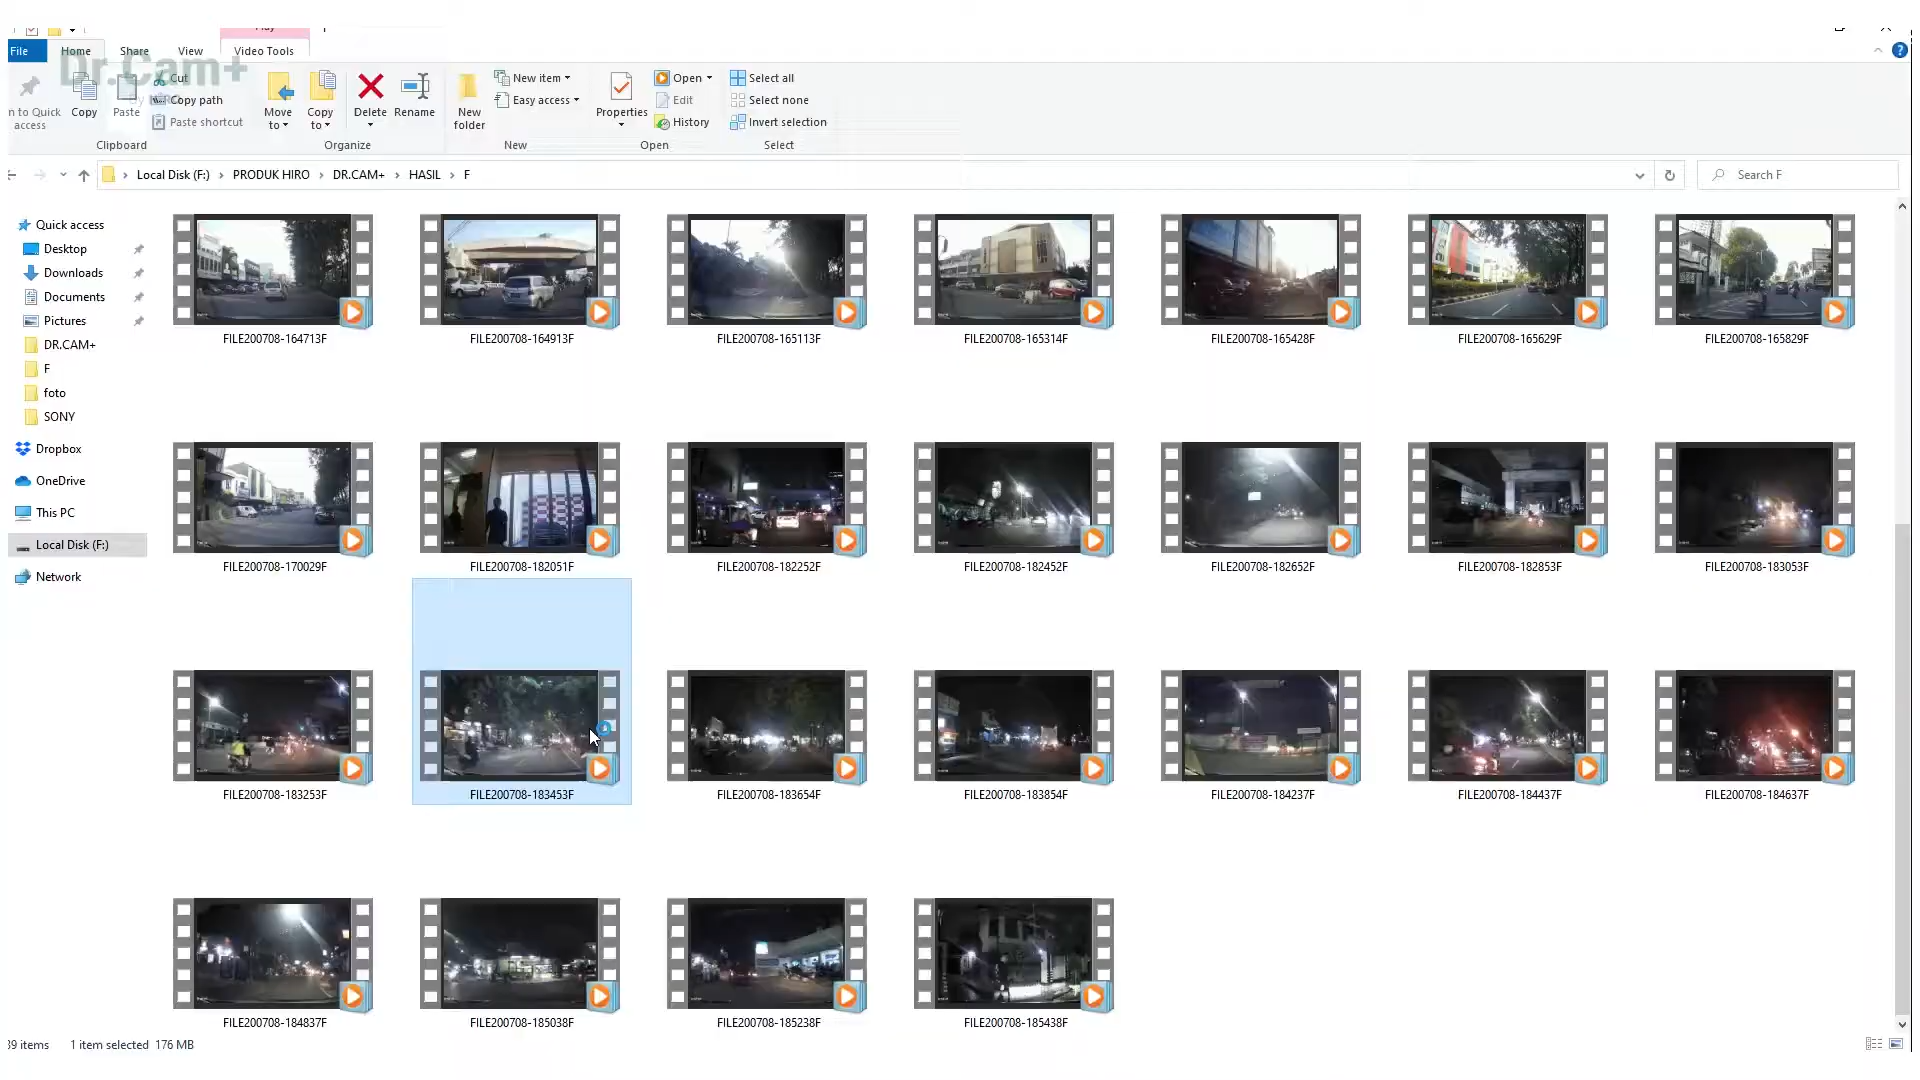 File
Home
Share
View
Video Tools
Dr.Cam+
n to Quick
access
Copy
Paste
Cut
Copy path
Paste shortcut
Move
to
Copy
to
Delete
Rename
New
folder
New item
Easy access
Properties
Open
Edit
History
Select all
Select none
Invert selection
Clipboard
Organize
New
Open
Select
Local Disk (F:) › PRODUK HIRO › DR.CAM+ › HASIL › F
Search F
Quick access
Desktop
Downloads
Documents
Pictures
DR.CAM+
F
foto
SONY
Dropbox
OneDrive
This PC
Local Disk (F:)
Network
FILE200708-164713F
FILE200708-164913F
FILE200708-165113F
FILE200708-165314F
FILE200708-165428F
FILE200708-165629F
FILE200708-165829F
FILE200708-170029F
FILE200708-182051F
FILE200708-182252F
FILE200708-182452F
FILE200708-182652F
FILE200708-182853F
FILE200708-183053F
FILE200708-183253F
FILE200708-183453F
FILE200708-183654F
FILE200708-183854F
FILE200708-184237F
FILE200708-184437F
FILE200708-184637F
FILE200708-184837F
FILE200708-185038F
FILE200708-185238F
FILE200708-185438F
39 items
1 item selected 176 MB